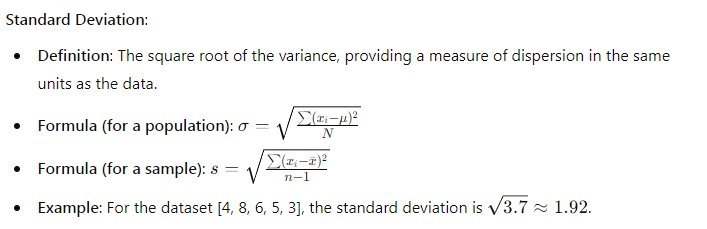 Standard Deviation:
• Definition: The square root of the variance, providing a measure of dispersion in the same
units as the data.
• Formula (for a population): σ = √(∑(xᵢ−μ)²/N)
• Formula (for a sample): s = √(∑(xᵢ−x̄)²/n−1)
• Example: For the dataset [4, 8, 6, 5, 3], the standard deviation is √3.7 ≈ 1.92.